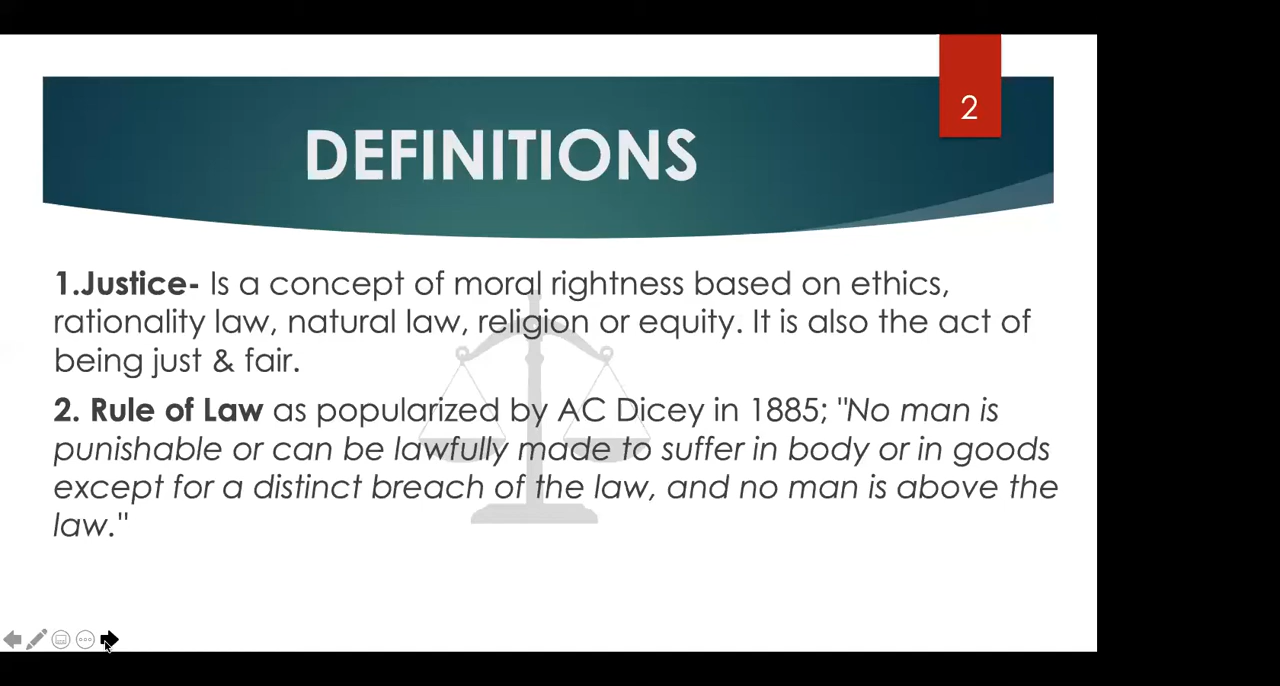 2
DEFINITIONS
1.Justice- Is a concept of moral rightness based on ethics,
rationality law, natural law, religion or equity. It is also the act of
being just & fair.
2. Rule of Law as popularized by AC Dicey in 1885; "No man is
punishable or can be lawfully made to suffer in body or in goods
except for a distinct breach of the law, and no man is above the
law."